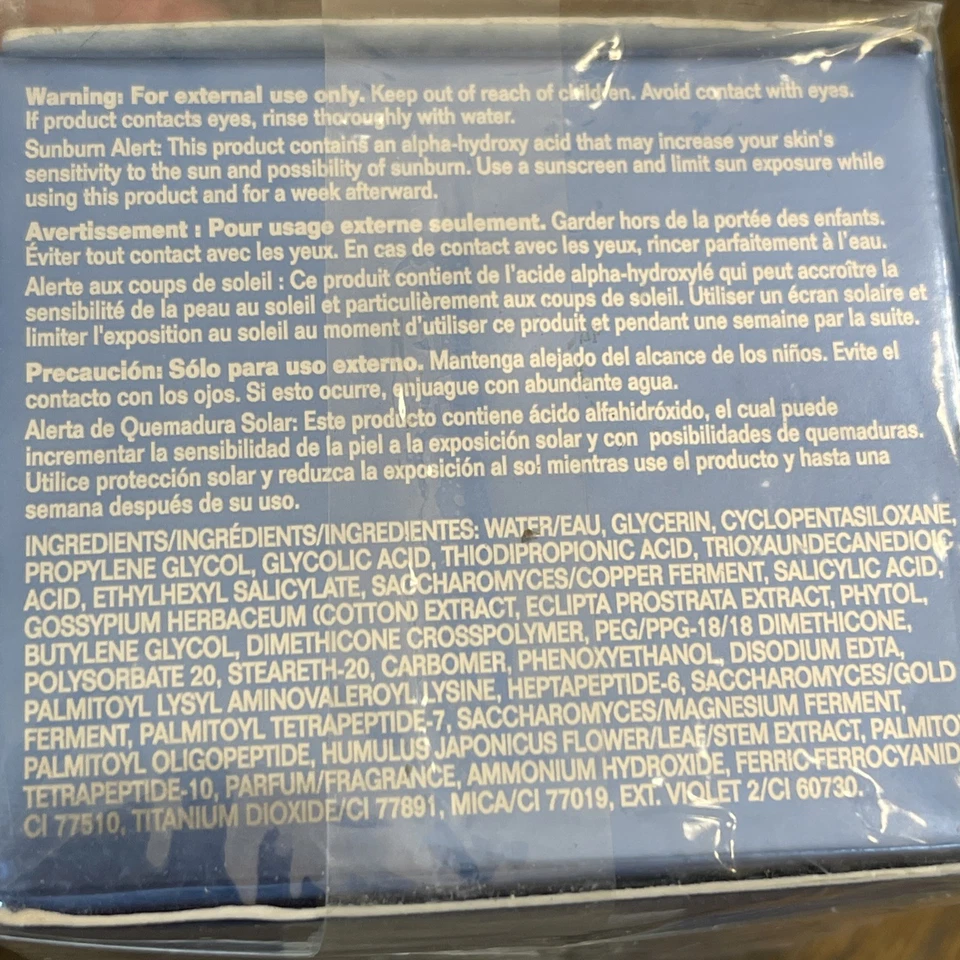 Warning: For external use only. Keep out of reach of children. Avoid contact with eyes.
If product contacts eyes, rinse thoroughly with water.
Sunburn Alert: This product contains an alpha-hydroxy acid that may increase your skin's
sensitivity to the sun and possibility of sunburn. Use a sunscreen and limit sun exposure while
using this product and for a week afterward.
Avertissement : Pour usage externe seulement. Garder hors de la portée des enfants.
Éviter tout contact avec les yeux. En cas de contact avec les yeux, rincer parfaitement à l'eau.
Alerte aux coups de soleil : Ce produit contient de l'acide alpha-hydroxylé qui peut accroître la
sensibilité de la peau au soleil et particulièrement aux coups de soleil. Utiliser un écran solaire et
limiter l'exposition au soleil au moment d'utiliser ce produit et pendant une semaine par la suite.
Precaución: Sólo para uso externo. Mantenga alejado del alcance de los niños. Evite el
contacto con los ojos. Si esto ocurre, enjuague con abundante agua.
Alerta de Quemadura Solar: Este producto contiene ácido alfahidróxido, el cual puede
incrementar la sensibilidad de la piel a la exposición solar y con posibilidades de quemaduras.
Utilice protección solar y reduzca la exposición al sol mientras use el producto y hasta una
semana después de su uso.
INGREDIENTS/INGRÉDIENTS/INGREDIENTES: WATER/EAU, GLYCERIN, CYCLOPENTASILOXANE,
PROPYLENE GLYCOL, GLYCOLIC ACID, THIODIPROPIONIC ACID, TRIOXAUNDECANEDIOIC
ACID, ETHYLHEXYL SALICYLATE, SACCHAROMYCES/COPPER FERMENT, SALICYLIC ACID,
GOSSYPIUM HERBACEUM (COTTON) EXTRACT, ECLIPTA PROSTRATA EXTRACT, PHYTOL,
BUTYLENE GLYCOL, DIMETHICONE CROSSPOLYMER, PEG/PPG-18/18 DIMETHICONE,
POLYSORBATE 20, STEARETH-20, CARBOMER, PHENOXYETHANOL, DISODIUM EDTA,
PALMITOYL LYSYL AMINOVALEROYL LYSINE, HEPTAPEPTIDE-6, SACCHAROMYCES/GOLD
FERMENT, PALMITOYL TETRAPEPTIDE-7, SACCHAROMYCES/MAGNESIUM FERMENT,
PALMITOYL OLIGOPEPTIDE, HUMULUS JAPONICUS FLOWER/LEAF/STEM EXTRACT, PALMITO
TETRAPEPTIDE-10, PARFUM/FRAGRANCE, AMMONIUM HYDROXIDE, FERRIC FERROCYANID
CI 77510, TITANIUM DIOXIDE/CI 77891, MICA/CI 77019, EXT. VIOLET 2/CI 60730.